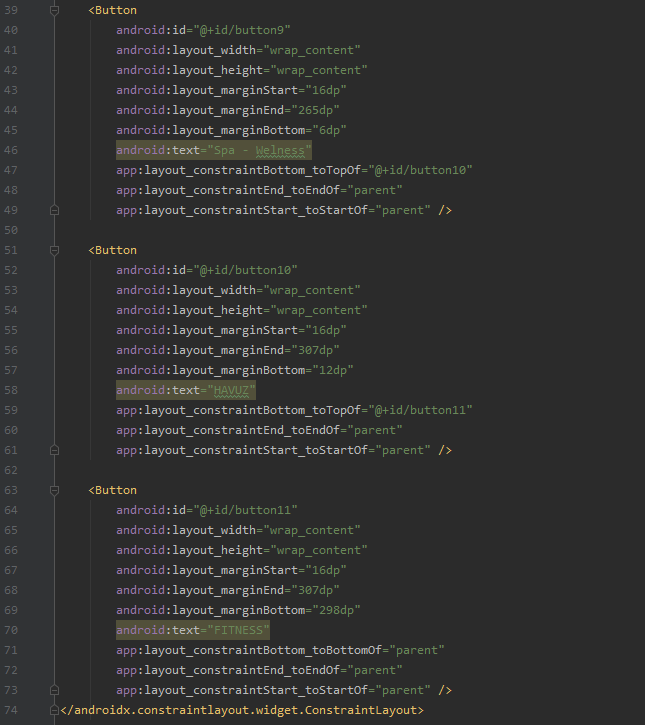 39 <Button
40 android:id="@+id/button9"
41 android:layout_width="wrap_content"
42 android:layout_height="wrap_content"
43 android:layout_marginStart="16dp"
44 android:layout_marginEnd="265dp"
45 android:layout_marginBottom="6dp"
46 android:text="Spa - Welness"
47 app:layout_constraintBottom_toTopOf="@+id/button10"
48 app:layout_constraintEnd_toEndOf="parent"
49 app:layout_constraintStart_toStartOf="parent" />
50
51 <Button
52 android:id="@+id/button10"
53 android:layout_width="wrap_content"
54 android:layout_height="wrap_content"
55 android:layout_marginStart="16dp"
56 android:layout_marginEnd="307dp"
57 android:layout_marginBottom="12dp"
58 android:text="HAVUZ"
59 app:layout_constraintBottom_toTopOf="@+id/button11"
60 app:layout_constraintEnd_toEndOf="parent"
61 app:layout_constraintStart_toStartOf="parent" />
62
63 <Button
64 android:id="@+id/button11"
65 android:layout_width="wrap_content"
66 android:layout_height="wrap_content"
67 android:layout_marginStart="16dp"
68 android:layout_marginEnd="307dp"
69 android:layout_marginBottom="298dp"
70 android:text="FITNESS"
71 app:layout_constraintBottom_toBottomOf="parent"
72 app:layout_constraintEnd_toEndOf="parent"
73 app:layout_constraintStart_toStartOf="parent" />
74 </androidx.constraintlayout.widget.ConstraintLayout>